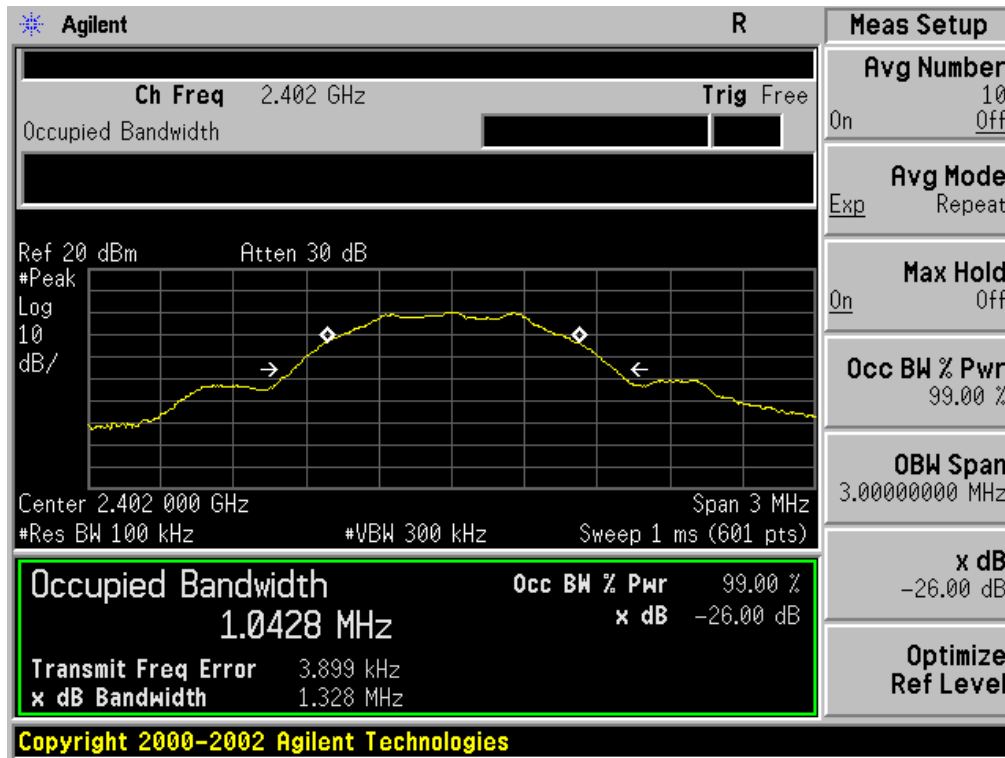 Agilent R
Ch Freq 2.402 GHz Trig Free
Occupied Bandwidth
Ref 20 dBm Atten 30 dB
#Peak
Log
10
dB/
Center 2.402 000 GHz Span 3 MHz
#Res BW 100 kHz #VBW 300 kHz Sweep 1 ms (601 pts)
Occupied Bandwidth Occ BW % Pwr 99.00 %
1.0428 MHz x dB -26.00 dB
Transmit Freq Error 3.899 kHz
x dB Bandwidth 1.328 MHz
Copyright 2000-2002 Agilent Technologies
Meas Setup
Avg Number
10
On Off
Avg Mode
Exp Repeat
Max Hold
On Off
Occ BW % Pwr
99.00 %
OBW Span
3.00000000 MHz
x dB
-26.00 dB
Optimize
Ref Level